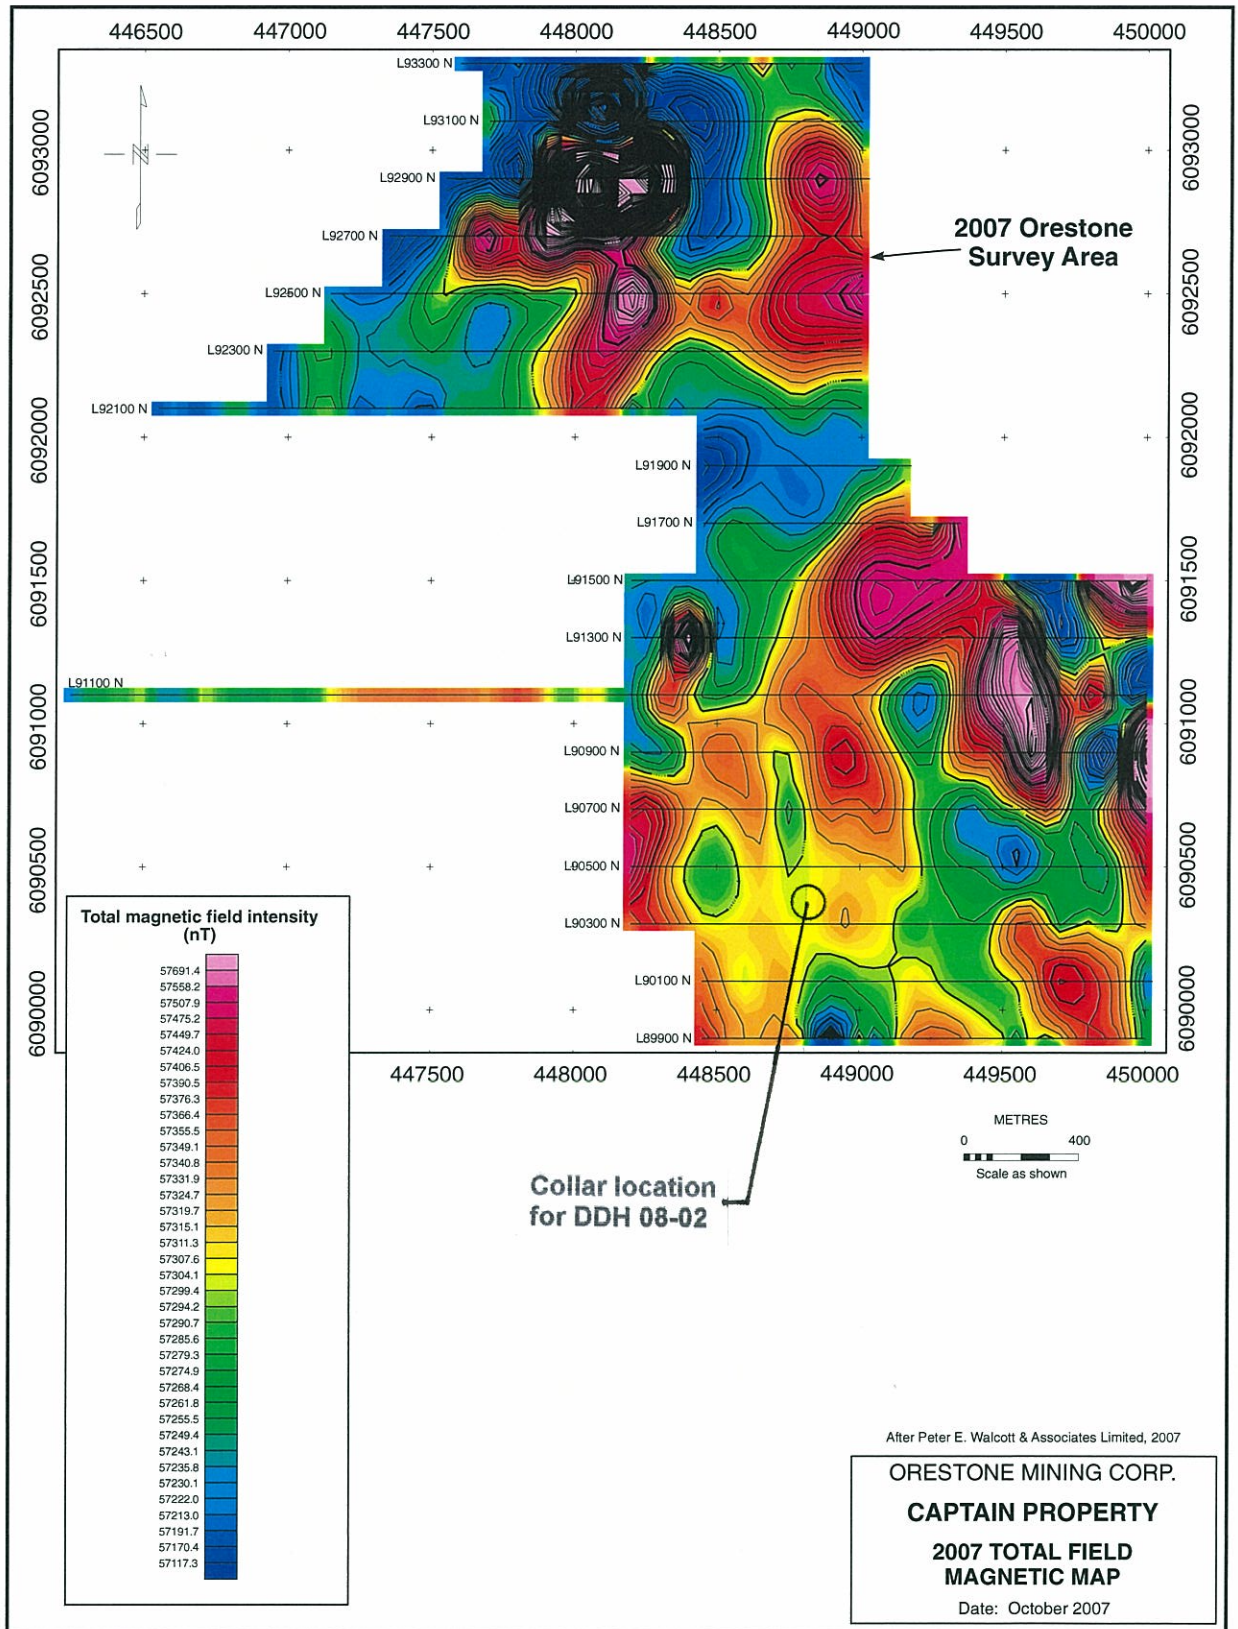 446500 447000 447500 448000 448500 449000 449500 450000
6093000
6092500
6092000
6091500
6091000
6090500
6090000
L93300 N
L93100 N
L92900 N
L92700 N
L92500 N
L92300 N
L92100 N
L91900 N
L91700 N
L91500 N
L91300 N
L91100 N
L90900 N
L90700 N
L90500 N
L90300 N
L90100 N
L89900 N
N
2007 Orestone
Survey Area
6093000
6092500
6092000
6091500
6091000
6090500
6090000
447500 448000 448500 449000 449500 450000
Total magnetic field intensity
(nT)
57691.4
57558.2
57507.9
57475.2
57449.7
57424.0
57406.5
57390.5
57376.3
57366.4
57355.5
57349.1
57340.8
57331.9
57324.7
57319.7
57315.1
57311.3
57307.6
57304.1
57299.4
57294.2
57290.7
57285.6
57279.3
57274.9
57268.4
57261.8
57255.5
57249.4
57243.1
57235.8
57230.1
57222.0
57213.0
57191.7
57170.4
57117.3
METRES
0 400
Scale as shown
Collar location
for DDH 08-02
After Peter E. Walcott & Associates Limited, 2007
ORESTONE MINING CORP.
CAPTAIN PROPERTY
2007 TOTAL FIELD
MAGNETIC MAP
Date: October 2007